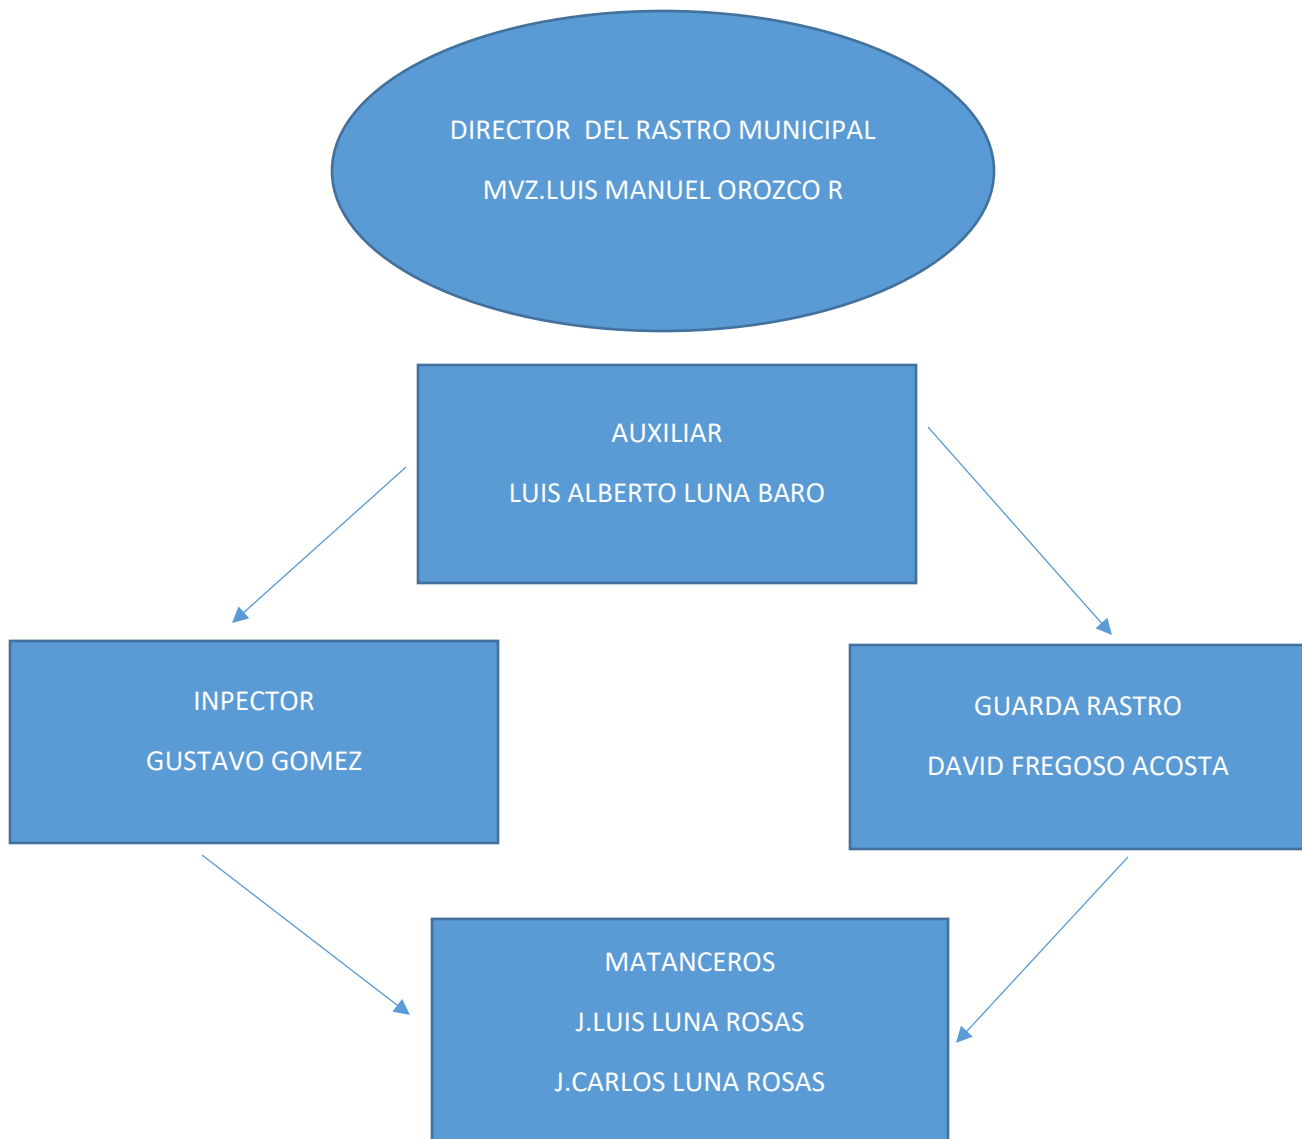 DIRECTOR  DEL RASTRO MUNICIPAL
MVZ.LUIS MANUEL OROZCO R
AUXILIAR
LUIS ALBERTO LUNA BARO
INPECTOR
GUSTAVO GOMEZ
GUARDA RASTRO
DAVID FREGOSO ACOSTA
MATANCEROS
J.LUIS LUNA ROSAS
J.CARLOS LUNA ROSAS